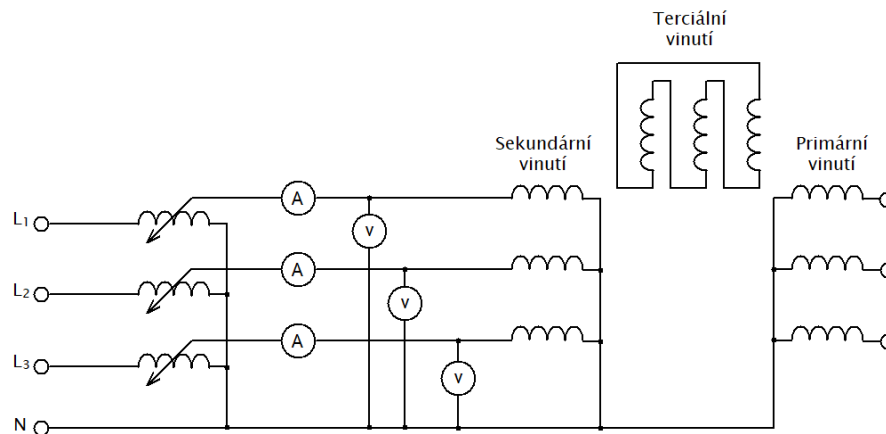 Terciální
vinutí
Sekundární
vinutí
Primární
vinutí
A
L1
v
A
L2
v
A
L3
v
N